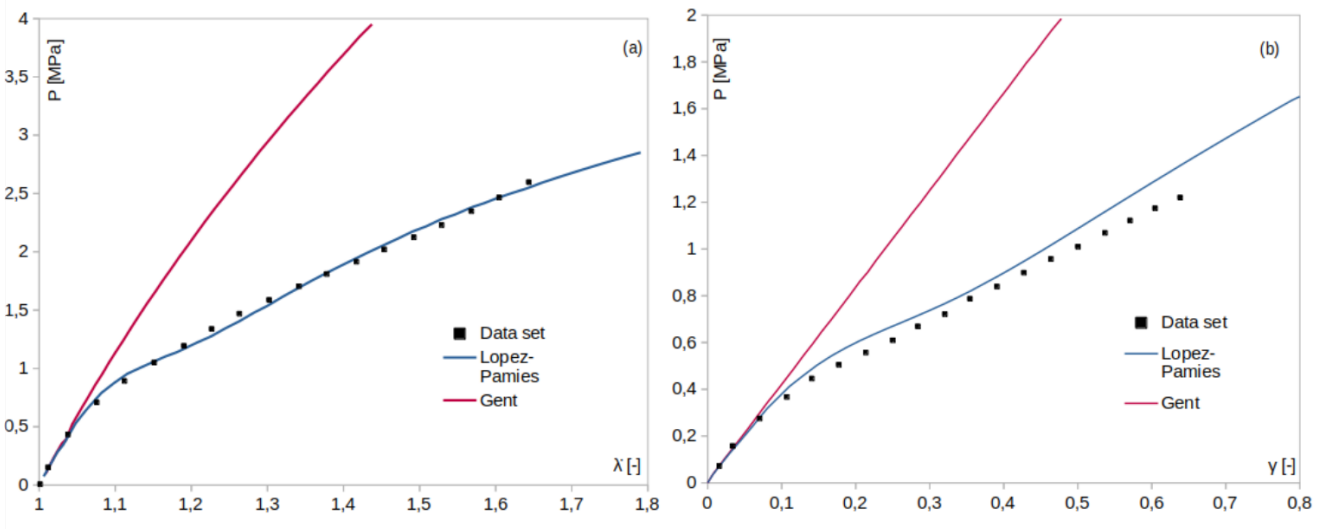 4
3,5
3
2,5
2
1,5
1
0,5
0
P [MPa]
(a)
Data set
Lopez-
Pamies
Gent
λ [-]
1
1,1
1,2
1,3
1,4
1,5
1,6
1,7
1,8
2
1,8
1,6
1,4
1,2
1
0,8
0,6
0,4
0,2
0
P [MPa]
(b)
Data set
Lopez-
Pamies
Gent
γ [-]
0
0,1
0,2
0,3
0,4
0,5
0,6
0,7
0,8